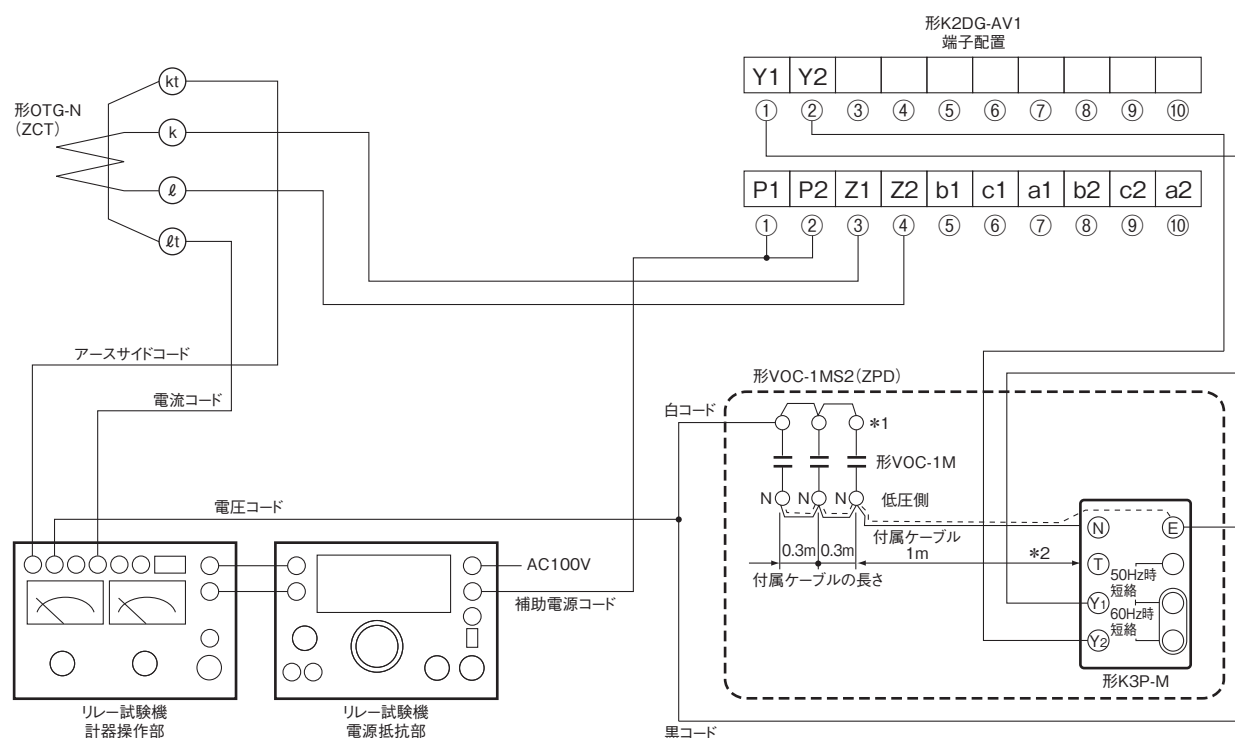 形K2DG-AV1
端子配置
Y1 Y2
① ② ③ ④ ⑤ ⑥ ⑦ ⑧ ⑨ ⑩
P1 P2 Z1 Z2 b1 c1 a1 b2 c2 a2
① ② ③ ④ ⑤ ⑥ ⑦ ⑧ ⑨ ⑩
形OTG-N
(ZCT)
kt
k
ℓ
ℓt
アースサイドコード
電流コード
電圧コード
白コード
形VOC-1MS2(ZPD)
*1
形VOC-1M
N N N 低圧側
付属ケーブル
1m
0.3m 0.3m
付属ケーブルの長さ
*2
N E
T
50Hz時
短絡
Y1
60Hz時
短絡
Y2
形K3P-M
AC100V
補助電源コード
リレー試験機
計器操作部
リレー試験機
電源抵抗部
黒コード